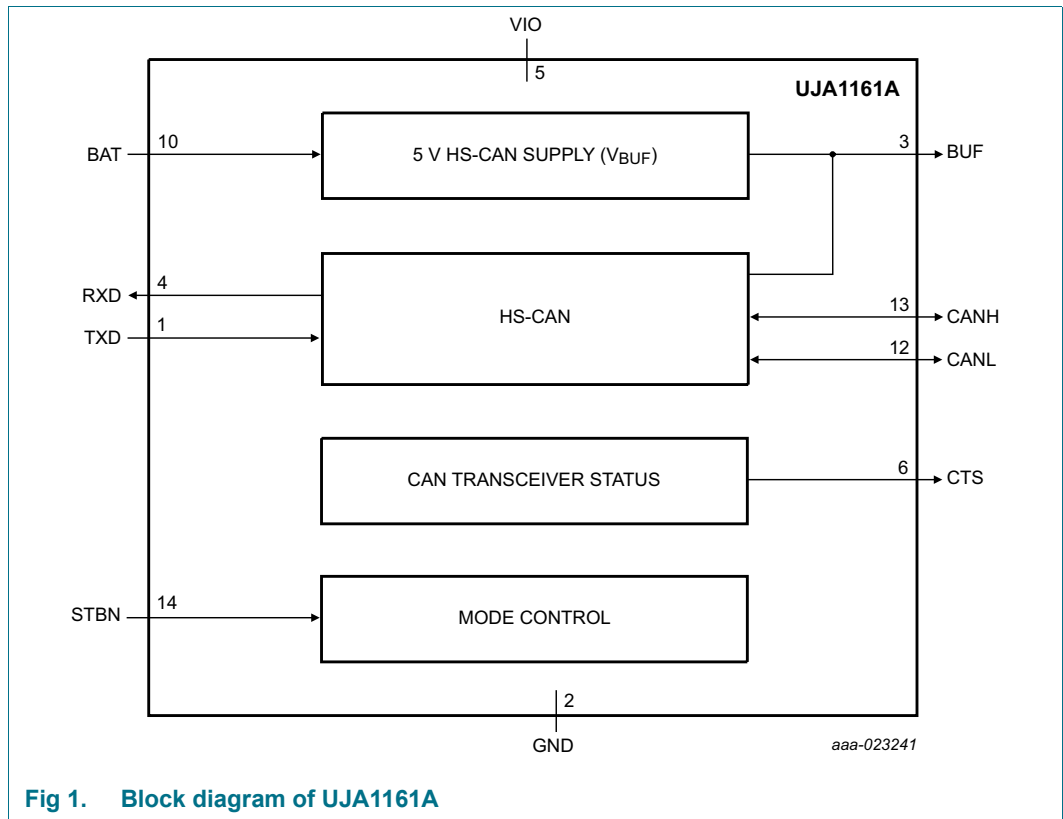 VIO
5
UJA1161A
BAT
10
5 V HS-CAN SUPPLY (VBUF)
3
BUF
RXD
4
TXD
1
HS-CAN
13
CANH
12
CANL
CAN TRANSCEIVER STATUS
6
CTS
STBN
14
MODE CONTROL
2
GND
aaa-023241
Fig 1. Block diagram of UJA1161A